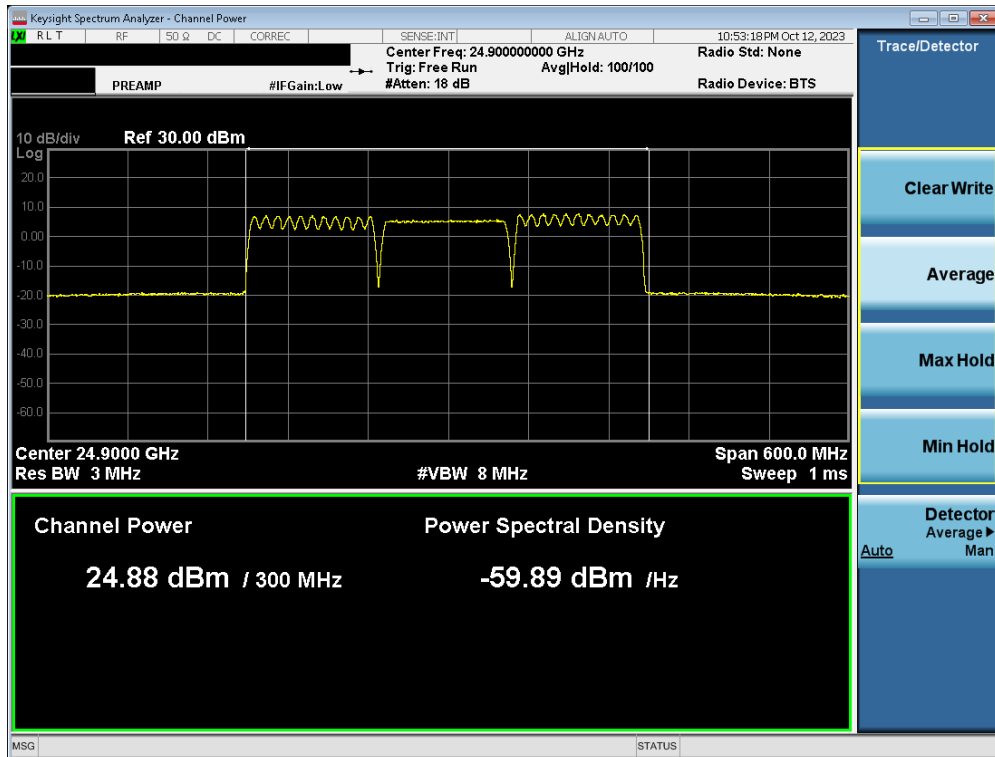 Keysight Spectrum Analyzer - Channel Power
LXI RLT RF 50 Ω DC CORREC SENSE:INT ALIGN AUTO 10:53:18 PM Oct 12, 2023
Center Freq: 24.900000000 GHz Radio Std: None
Trig: Free Run Avg|Hold: 100/100
PREAMP #IFGain:Low #Atten: 18 dB Radio Device: BTS
10 dB/div Ref 30.00 dBm
Log
20.0
10.0
0.00
-10.0
-20.0
-30.0
-40.0
-50.0
-60.0
Center 24.9000 GHz Span 600.0 MHz
Res BW 3 MHz #VBW 8 MHz Sweep 1 ms
Channel Power Power Spectral Density
24.88 dBm / 300 MHz -59.89 dBm /Hz
Trace/Detector
Clear Write
Average
Max Hold
Min Hold
Detector
Average
Auto Man
MSG STATUS